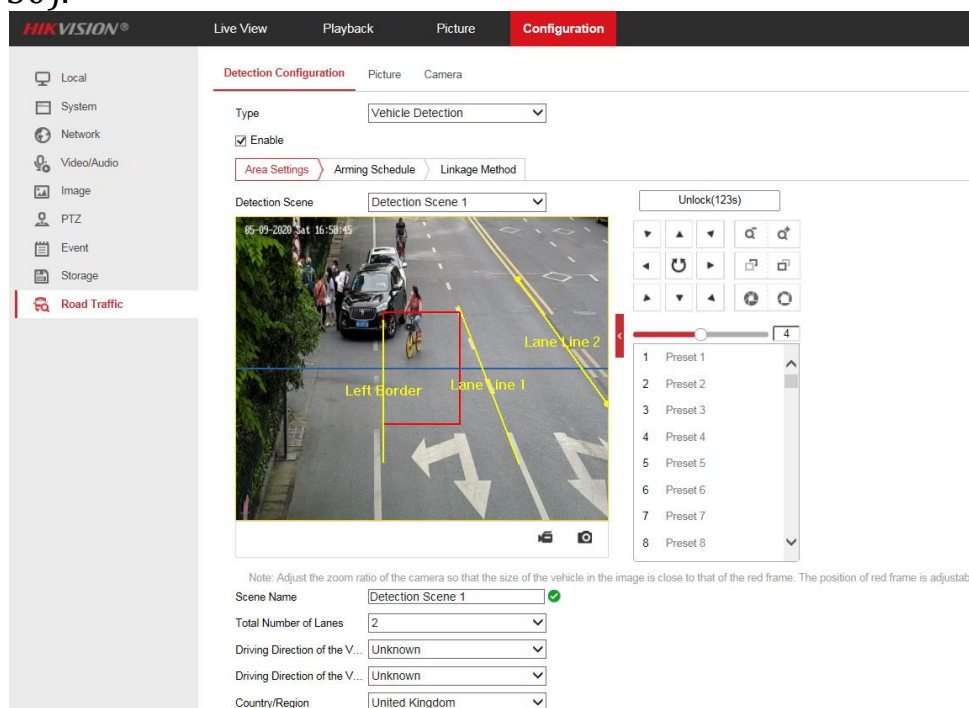 HIKVISION®
Live View Playback Picture Configuration
Local
System
Network
Video/Audio
Image
PTZ
Event
Storage
Road Traffic
Detection Configuration Picture Camera
Type Vehicle Detection
Enable
Area Settings Arming Schedule Linkage Method
Detection Scene Detection Scene 1
Unlock(123s)
05-09-2020 Sat 16:58:45
Lane Line 2
Left Border Lane Line 1
4
1 Preset 1
2 Preset 2
3 Preset 3
4 Preset 4
5 Preset 5
6 Preset 6
7 Preset 7
8 Preset 8
Note: Adjust the zoom ratio of the camera so that the size of the vehicle in the image is close to that of the red frame. The position of red frame is adjustab
Scene Name Detection Scene 1
Total Number of Lanes 2
Driving Direction of the V... Unknown
Driving Direction of the V... Unknown
Country/Region United Kingdom